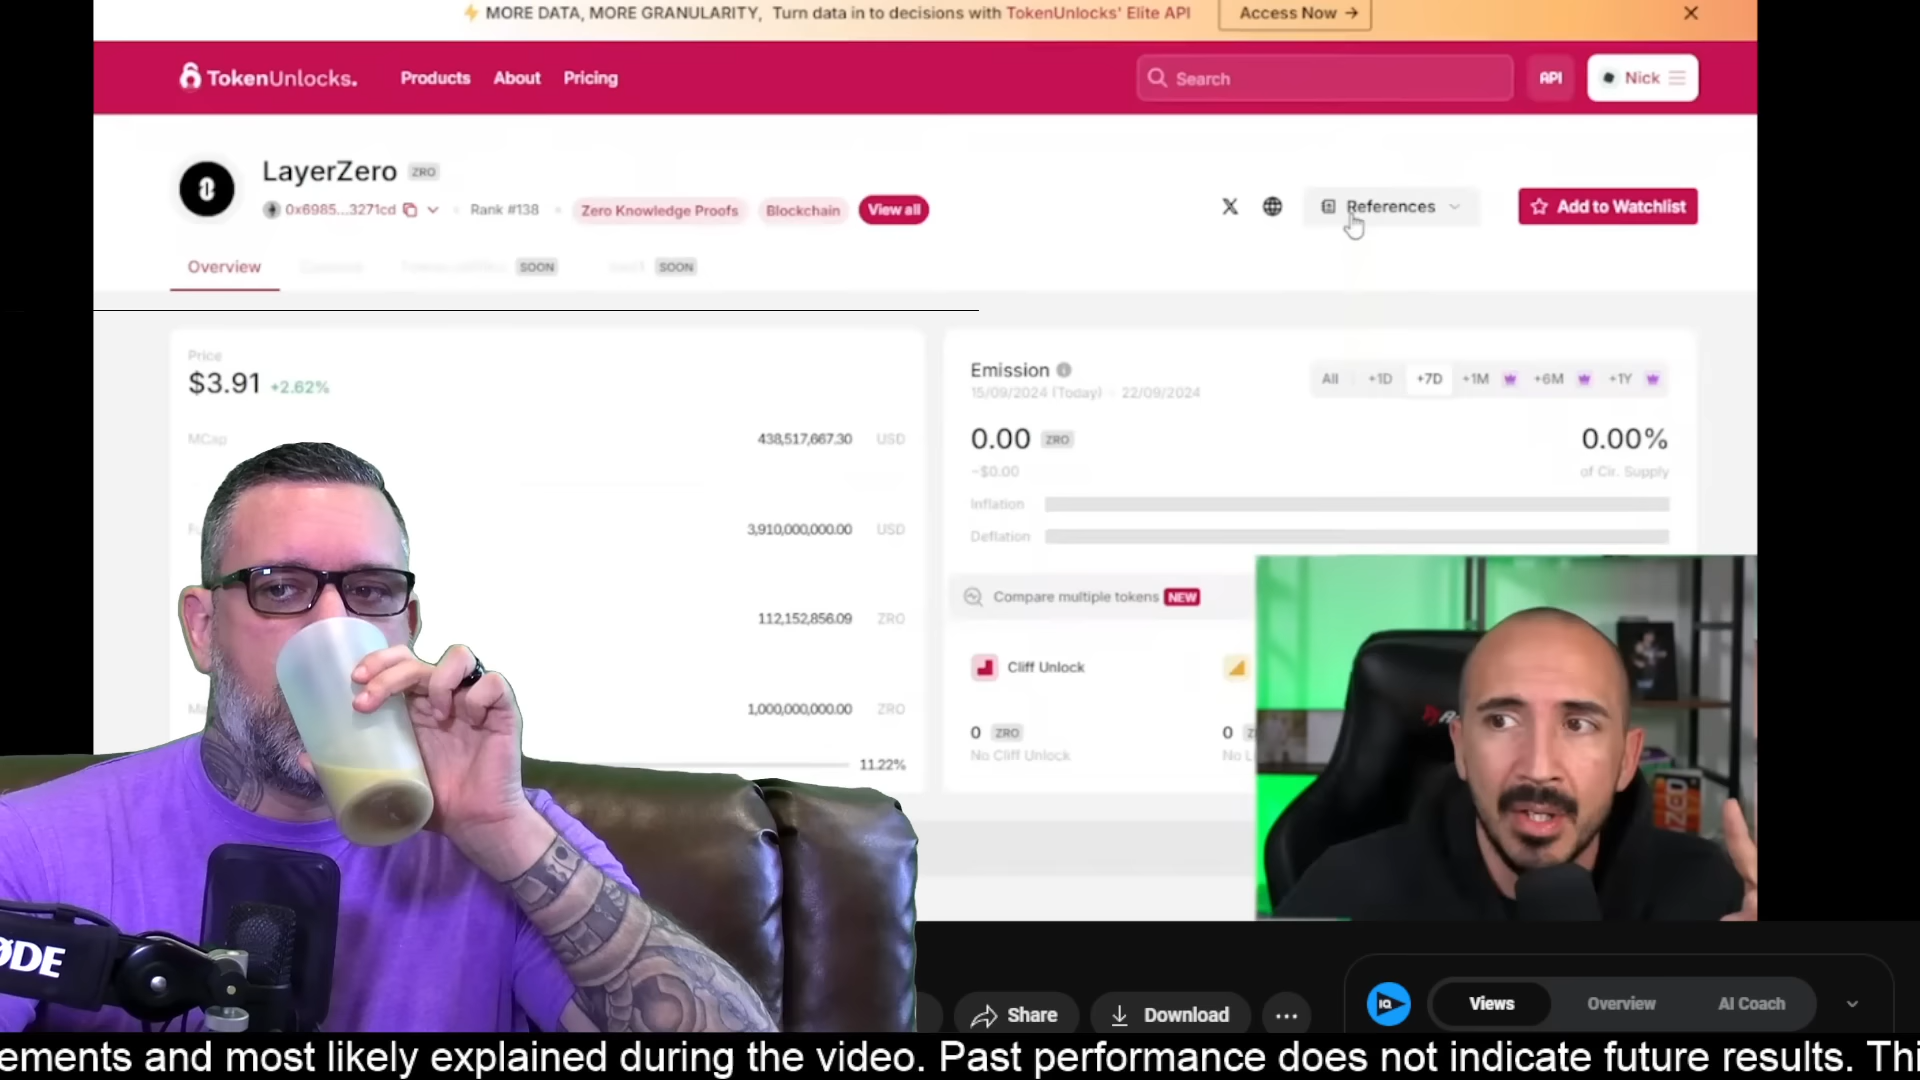 MORE DATA, MORE GRANULARITY, Turn data in to decisions with TokenUnlocks' Elite API Access Now →
TokenUnlocks. Products About Pricing Search API Nick
LayerZero ZRO
0x6985...3271cd Rank #138 Zero Knowledge Proofs Blockchain View all
References Add to Watchlist
Overview SOON SOON
Price
$3.91 +2.62%
MCap 438,517,667.30 USD
3,910,000,000.00 USD
112,152,856.09 ZRO
1,000,000,000.00 ZRO
11.22%
Emission All +1D +7D +1M +6M +1Y
15/09/2024 (Today) - 22/09/2024
0.00 ZRO 0.00%
~$0.00 of Cir. Supply
Inflation
Deflation
Compare multiple tokens NEW
Cliff Unlock
0 ZRO 0
No Cliff Unlock
Share Download ...
IQ Views Overview AI Coach
ements and most likely explained during the video. Past performance does not indicate future results. Thi